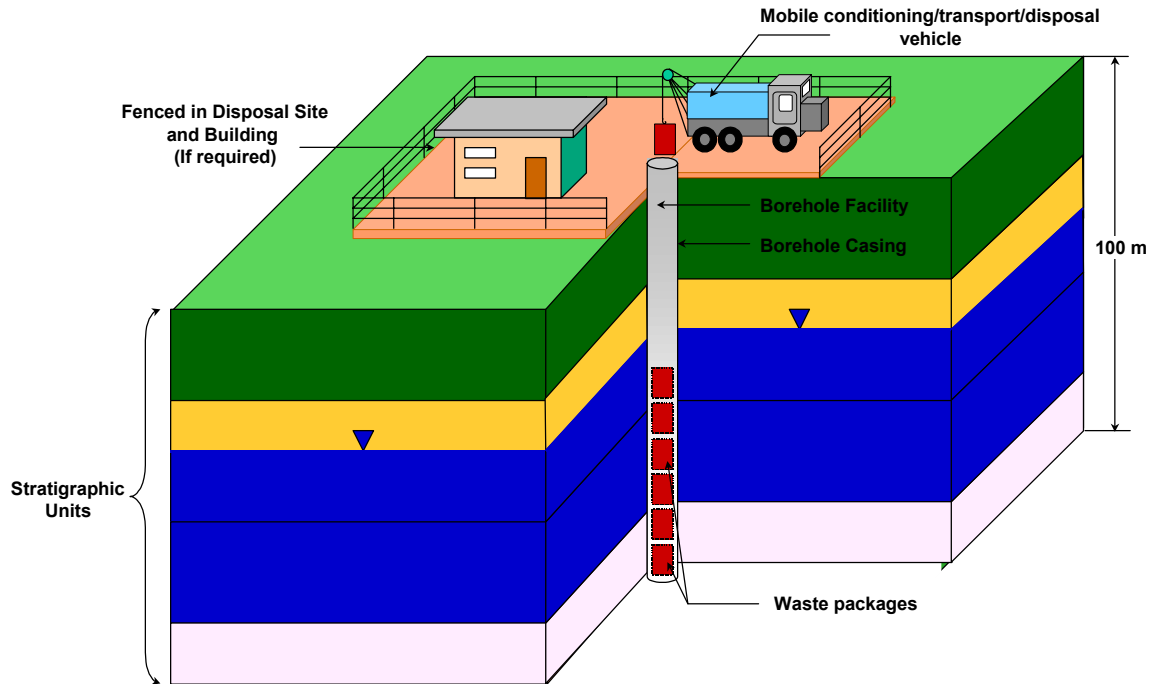 Mobile conditioning/transport/disposal
vehicle
Fenced in Disposal Site
and Building
(If required)
Borehole Facility
Borehole Casing
100 m
Stratigraphic
Units
Waste packages